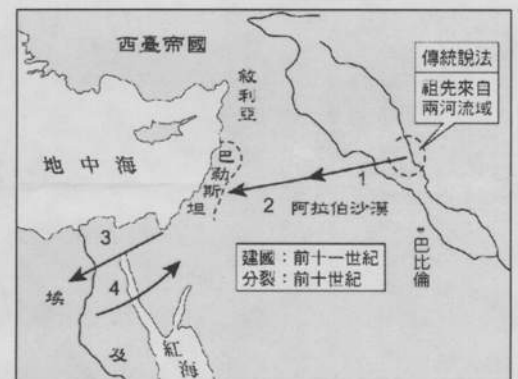 西臺帝國
敘利亞
傳統說法
祖先來自
兩河流域
地中海
巴勒斯坦
1
2
阿拉伯沙漠
3
4
建國：前十一世紀
分裂：前十世紀
巴比倫
埃及
紅海